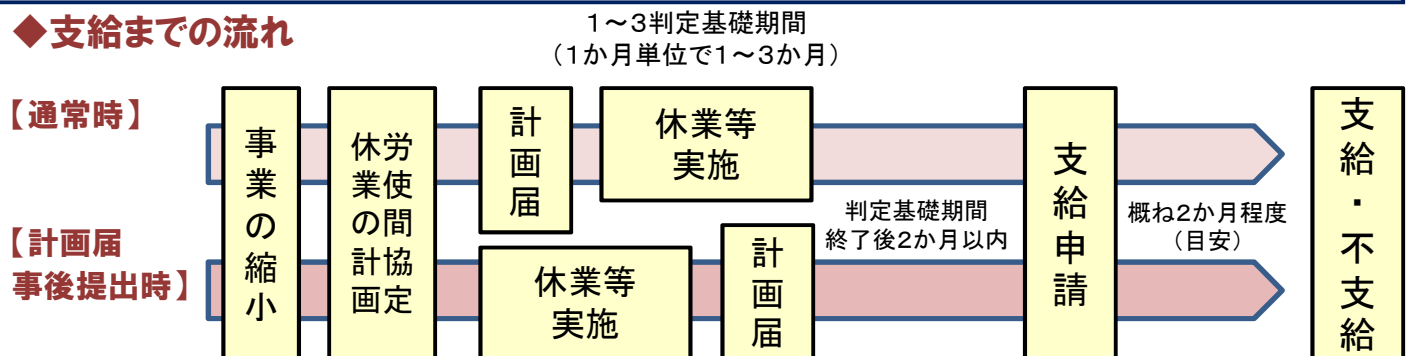 ◆支給までの流れ
1～3判定基礎期間
（1か月単位で1～3か月）
【通常時】
事業の縮小
労使間協定
休業の計画
計画届
休業等
実施
支給申請
支給・不支給
判定基礎期間
終了後2か月以内
概ね2か月程度
（目安）
【計画届
事後提出時】
休業等
実施
計画届